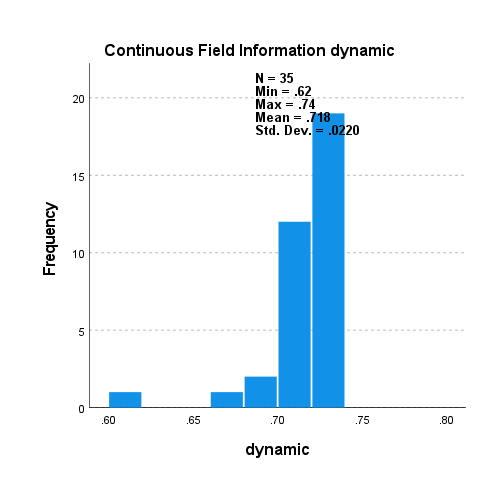 Continuous Field Information dynamic
N = 35
Min = .62
Max = .74
Mean = .718
Std. Dev. = .0220
20
15
10
5
0
Frequency
.60 .65 .70 .75 .80
dynamic